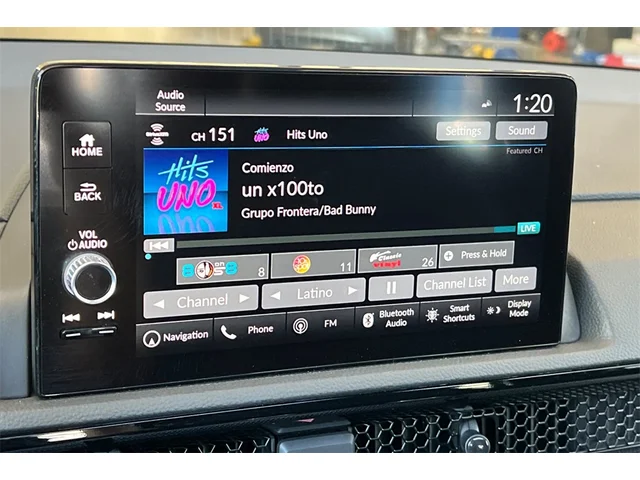 Audio
Source
1:20
HOME
BACK
VOL
AUDIO
CH 151
Hits Uno
Settings
Sound
Featured CH
Hits
UNO
XL
Comienzo
un x100to
Grupo Frontera/Bad Bunny
LIVE
8
11
Classic
vinyl
26
Press & Hold
Channel
Latino
Channel List
More
Navigation
Phone
FM
Bluetooth
Audio
Smart
Shortcuts
Display
Mode